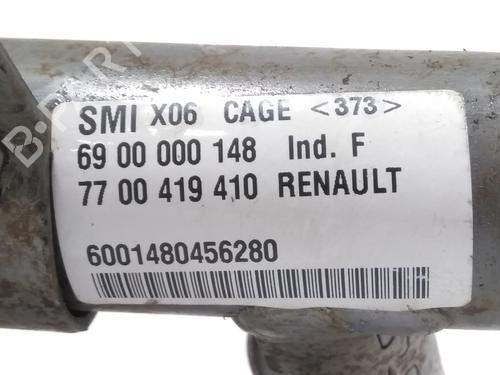 SMI X06 CAGE <373>
69 00 000 148 Ind. F
77 00 419 410 RENAULT
6001480456280